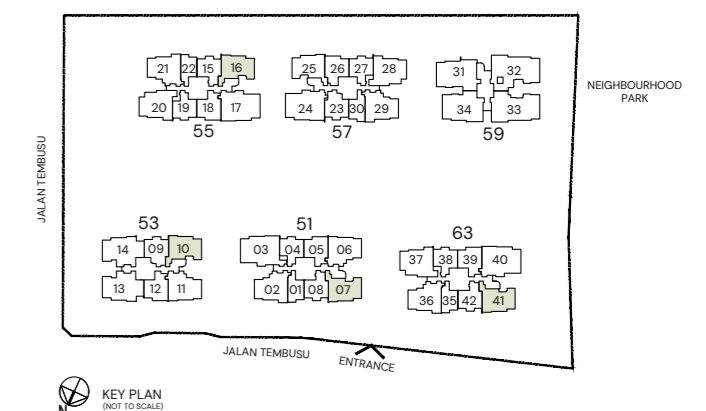 21 22 15 16
20 19 18 17
55
25 26 27 28
24 23 30 29
57
31 32
34 33
59
NEIGHBOURHOOD
PARK
JALAN TEMBUSU
53
14 09 10
13 12 11
51
03 04 05 06
02 01 08 07
63
37 38 39 40
36 35 42 41
JALAN TEMBUSU
ENTRANCE
N
KEY PLAN
(NOT TO SCALE)